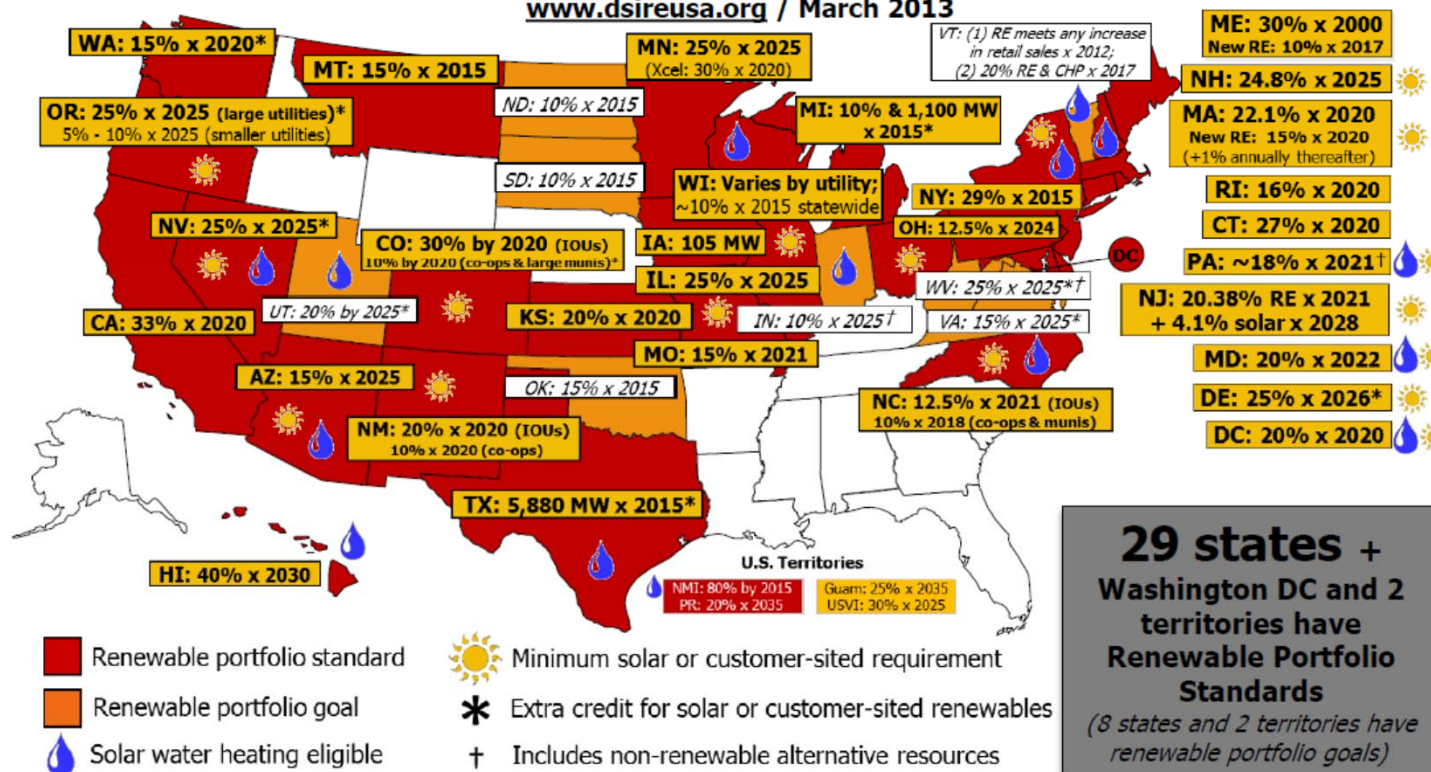 www.dsireusa.org / March 2013
WA: 15% x 2020*
MT: 15% x 2015
MN: 25% x 2025
(Xcel: 30% x 2020)
VT: (1) RE meets any increase
in retail sales x 2012;
(2) 20% RE & CHP x 2017
ME: 30% x 2000
New RE: 10% x 2017
NH: 24.8% x 2025
ND: 10% x 2015
OR: 25% x 2025 (large utilities)*
5% - 10% x 2025 (smaller utilities)
MI: 10% & 1,100 MW
x 2015*
MA: 22.1% x 2020
New RE: 15% x 2020
(+1% annually thereafter)
SD: 10% x 2015
WI: Varies by utility;
~10% x 2015 statewide
NY: 29% x 2015
RI: 16% x 2020
NV: 25% x 2025*
CO: 30% by 2020 (IOUs)
10% by 2020 (co-ops & large munis)*
IA: 105 MW
OH: 12.5% x 2024
CT: 27% x 2020
DC
PA: ~18% x 2021†
IL: 25% x 2025
WV: 25% x 2025*†
UT: 20% by 2025*
CA: 33% x 2020
KS: 20% x 2020
IN: 10% x 2025†
VA: 15% x 2025*
NJ: 20.38% RE x 2021
+ 4.1% solar x 2028
MO: 15% x 2021
MD: 20% x 2022
AZ: 15% x 2025
OK: 15% x 2015
DE: 25% x 2026*
NC: 12.5% x 2021 (IOUs)
10% x 2018 (co-ops & munis)
NM: 20% x 2020 (IOUs)
10% x 2020 (co-ops)
DC: 20% x 2020
TX: 5,880 MW x 2015*
HI: 40% x 2030
U.S. Territories
NMI: 80% by 2015
PR: 20% x 2035
Guam: 25% x 2035
USVI: 30% x 2025
29 states +
Washington DC and 2
territories have
Renewable Portfolio
Standards
(8 states and 2 territories have
renewable portfolio goals)
Renewable portfolio standard
Renewable portfolio goal
Solar water heating eligible
Minimum solar or customer-sited requirement
* Extra credit for solar or customer-sited renewables
† Includes non-renewable alternative resources